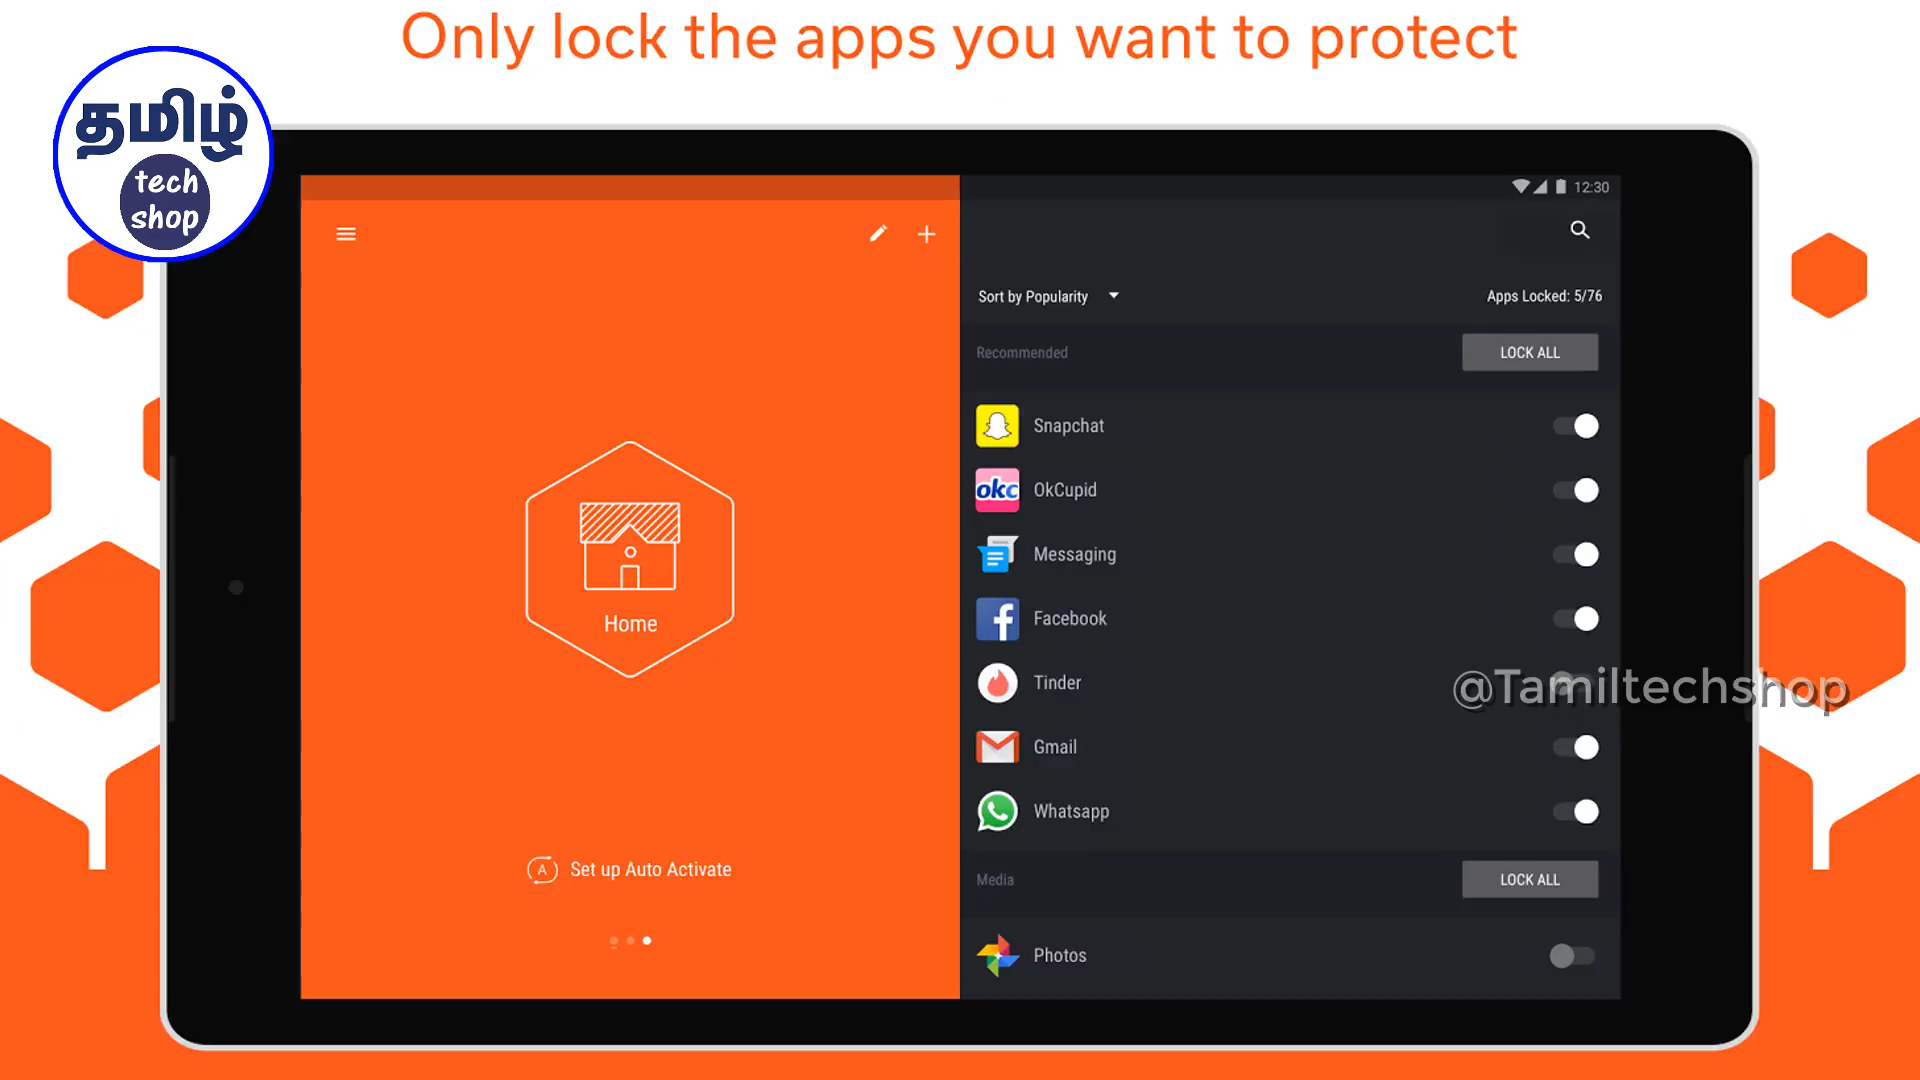 Only lock the apps you want to protect
தமிழ்
tech
shop
12:30
Sort by Popularity
Apps Locked: 5/76
Recommended
LOCK ALL
Snapchat
okc
OkCupid
Messaging
Facebook
Tinder
@Tamiltechshop
Gmail
Whatsapp
Home
A
Set up Auto Activate
Media
LOCK ALL
Photos